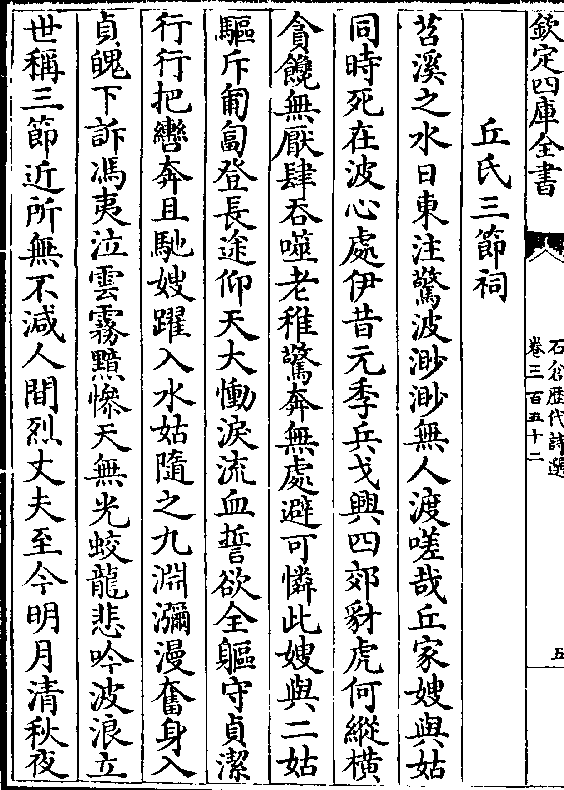 欽定四庫全書
石倉歷代詩選
卷三百五十二
五
丘氏三節祠
苕溪之水日東注驚波渺渺無人渡嗟哉丘家嫂與姑
同時死在波心處伊昔元季兵戈興四郊豺虎何縱橫
貪饕無厭肆吞噬老稚驚奔無處避可憐此嫂與二姑
驅斥匍匐登長途仰天大慟淚流血誓欲全軀守貞潔
行行把轡奔且馳嫂躍入水姑隨之九淵瀰漫奮身入
貞魄下訴馮夷泣雲霧黯慘天無光蛟龍悲吟波浪立
世稱三節近所無不減人間烈丈夫至今明月清秋夜